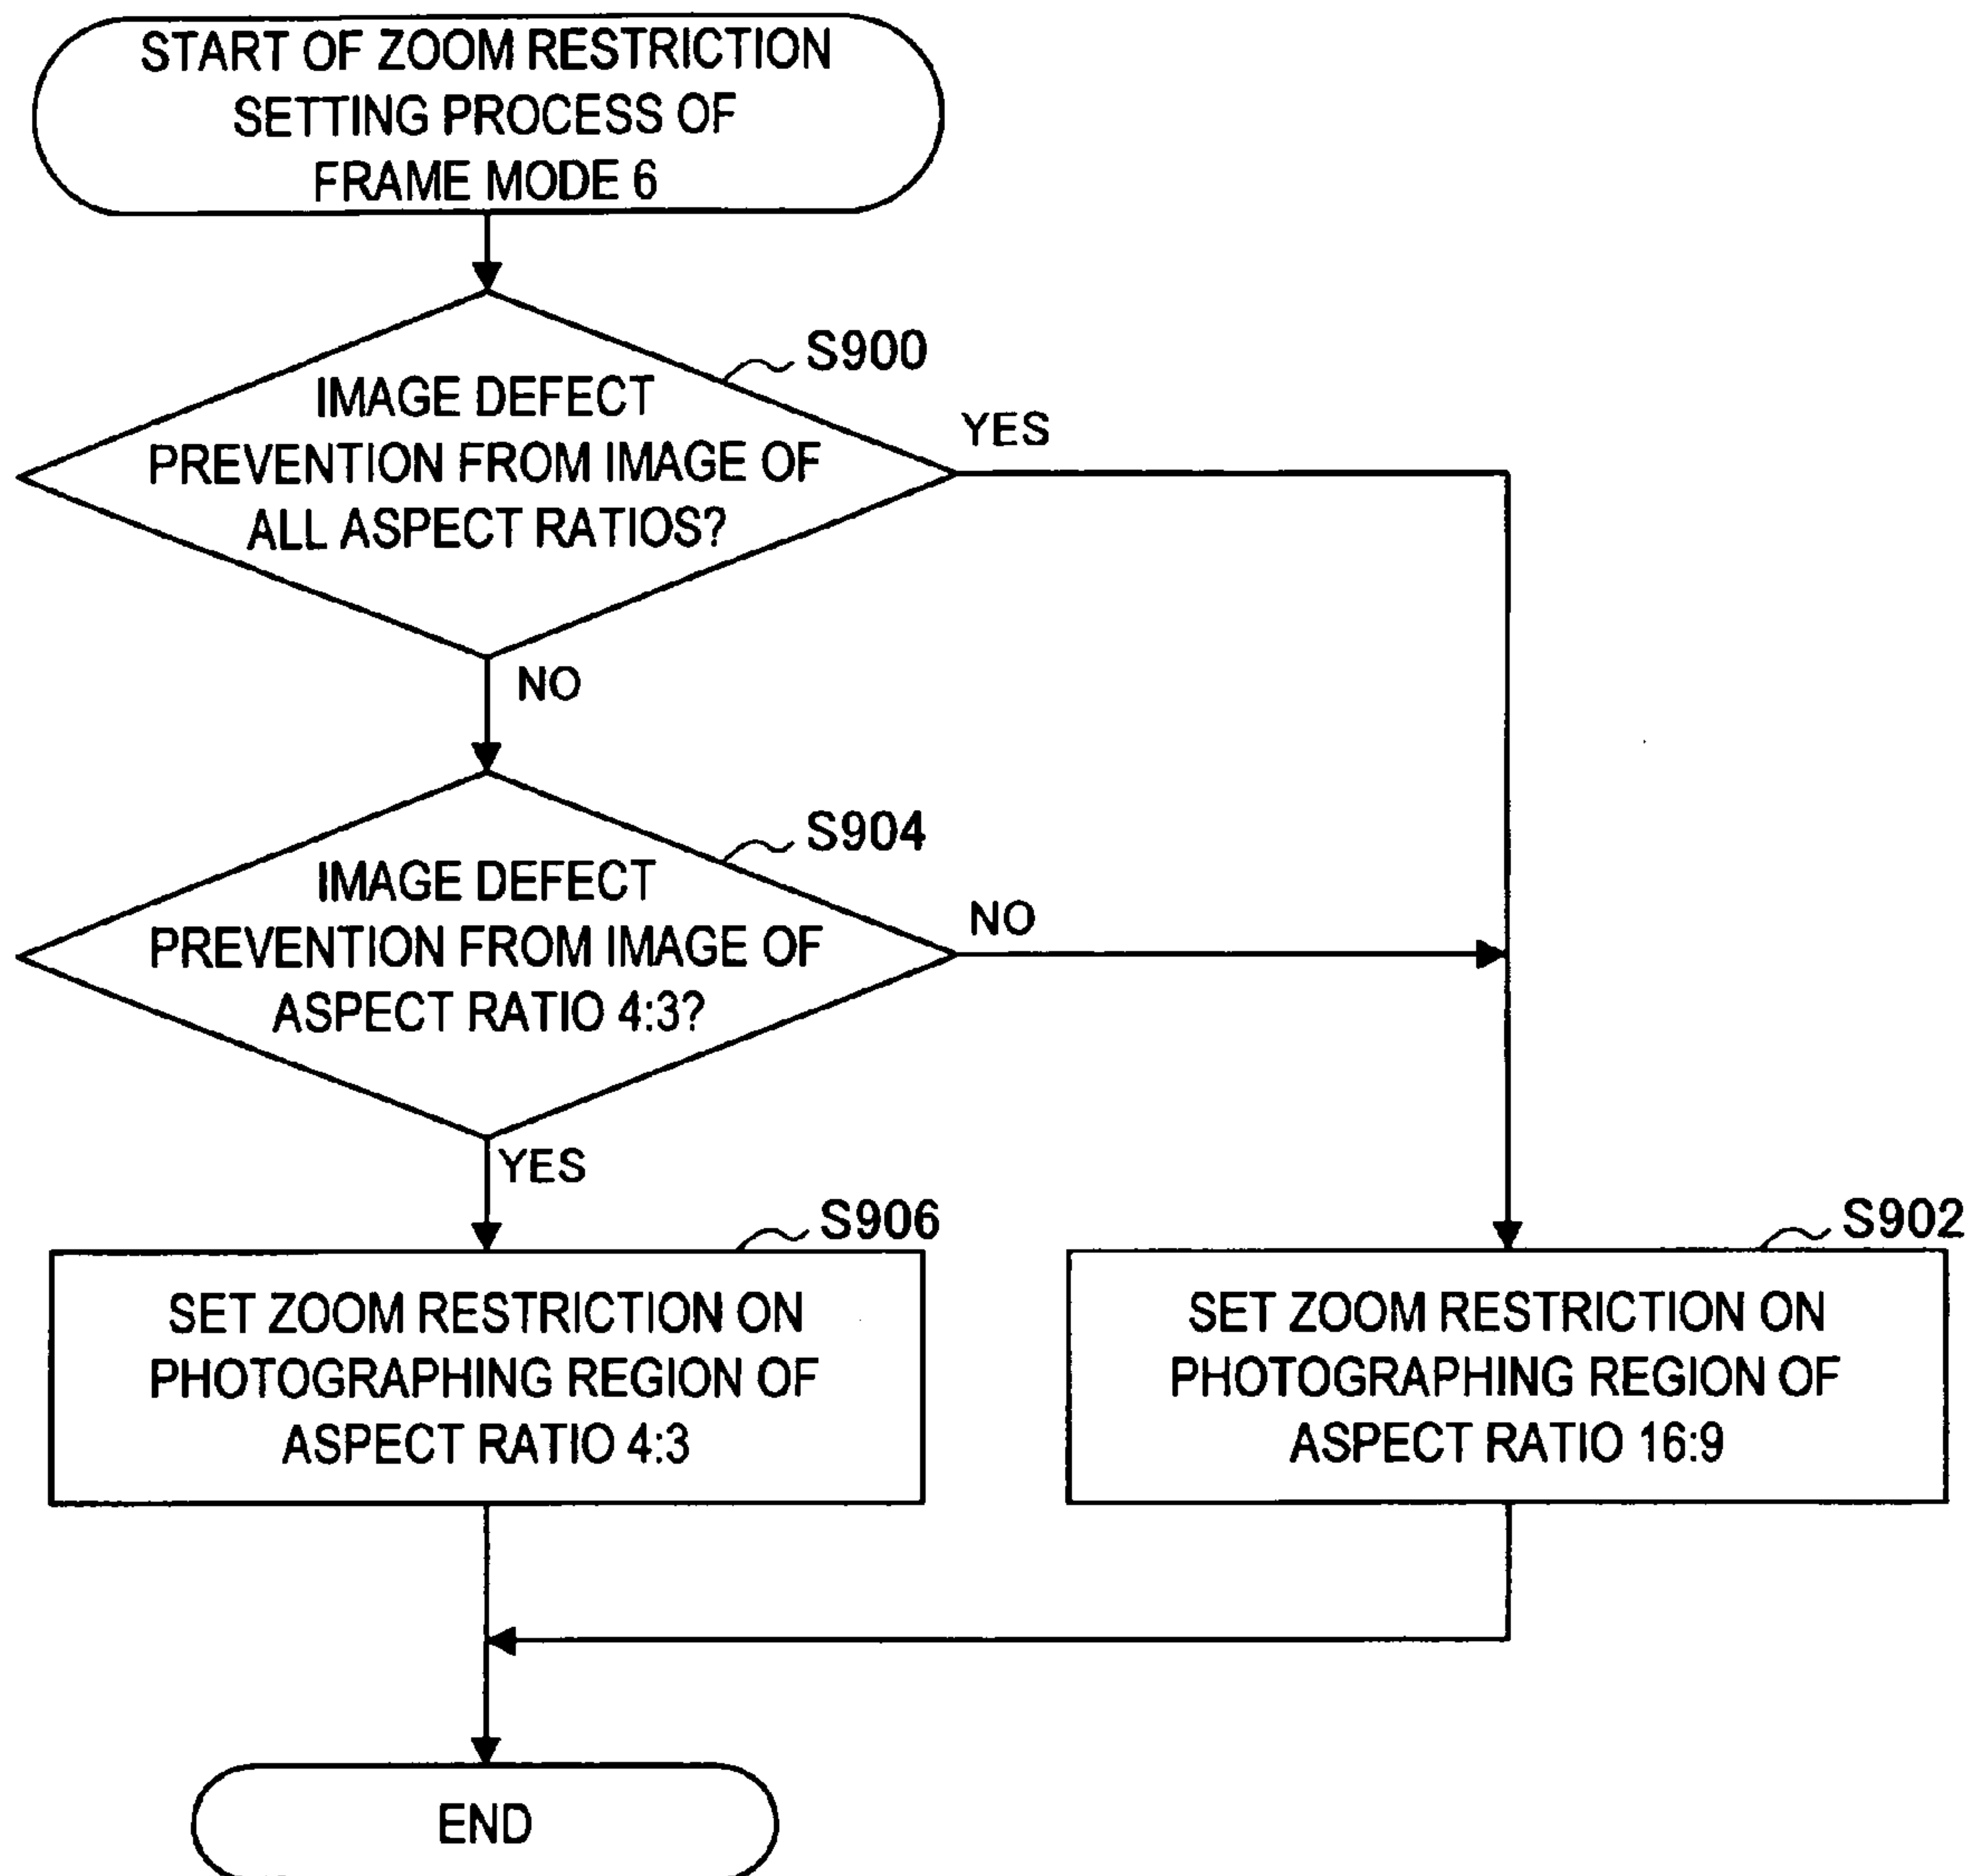 START OF ZOOM RESTRICTION
SETTING PROCESS OF
FRAME MODE 6
S900
IMAGE DEFECT
PREVENTION FROM IMAGE OF
ALL ASPECT RATIOS?
YES
NO
S904
IMAGE DEFECT
PREVENTION FROM IMAGE OF
ASPECT RATIO 4:3?
NO
YES
S906
SET ZOOM RESTRICTION ON
PHOTOGRAPHING REGION OF
ASPECT RATIO 4:3
S902
SET ZOOM RESTRICTION ON
PHOTOGRAPHING REGION OF
ASPECT RATIO 16:9
END